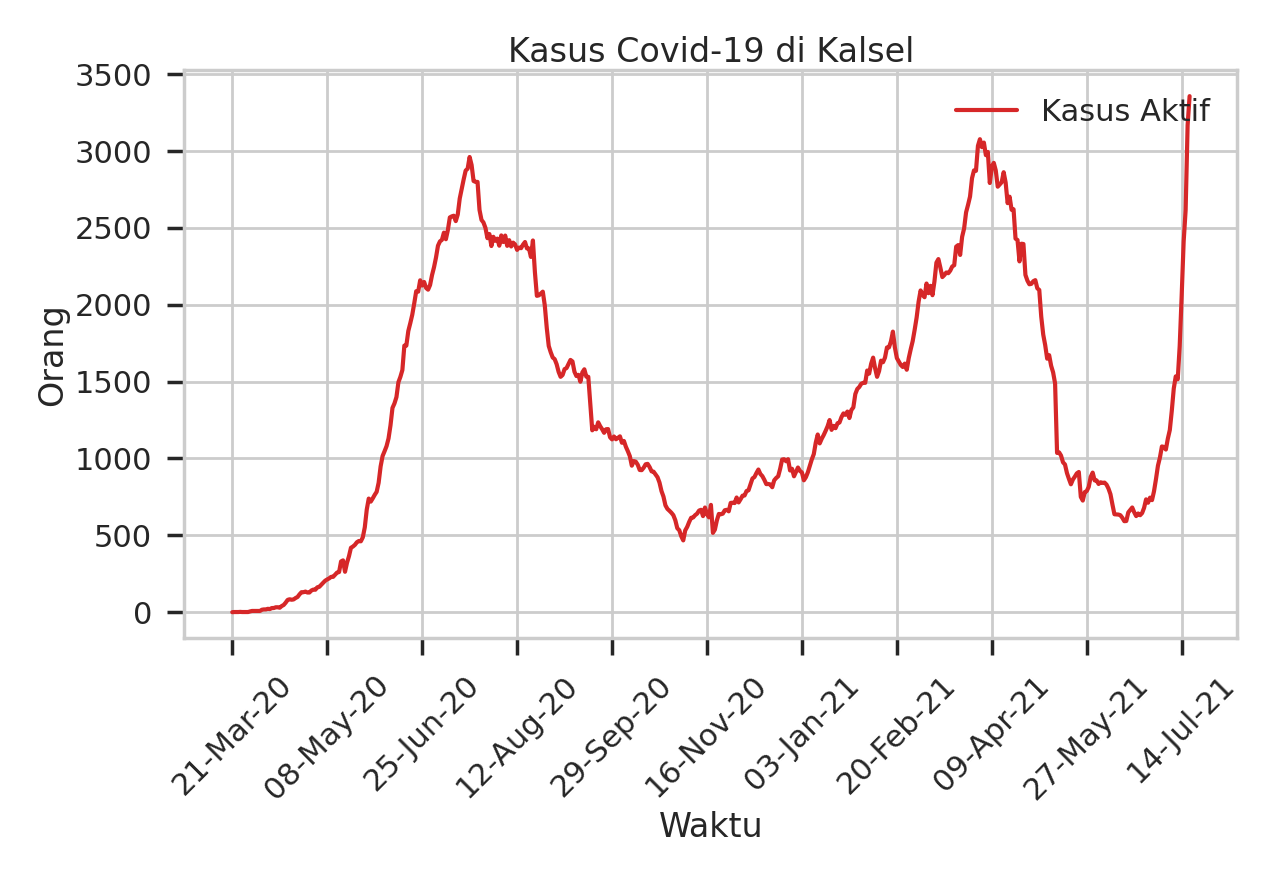 Kasus Covid-19 di Kalsel
3500
3000
2500
2000
1500
1000
500
0
Orang
Kasus Aktif
21-Mar-20
08-May-20
25-Jun-20
12-Aug-20
29-Sep-20
16-Nov-20
03-Jan-21
20-Feb-21
09-Apr-21
27-May-21
14-Jul-21
Waktu